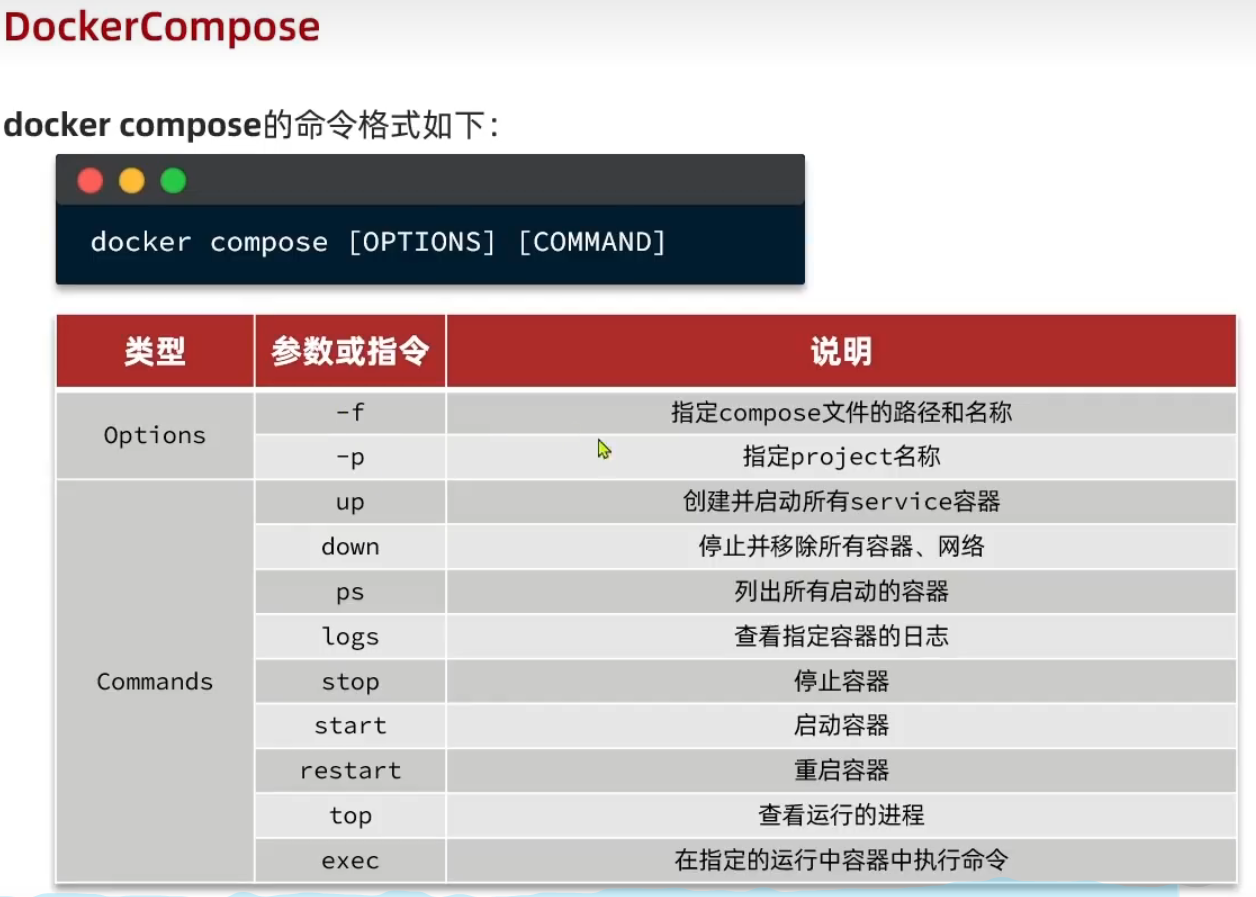 DockerCompose
docker compose的命令格式如下：
docker compose [OPTIONS] [COMMAND]
类型 参数或指令 说明
Options -f 指定compose文件的路径和名称
-p 指定project名称
Commands up 创建并启动所有service容器
down 停止并移除所有容器、网络
ps 列出所有启动的容器
logs 查看指定容器的日志
stop 停止容器
start 启动容器
restart 重启容器
top 查看运行的进程
exec 在指定的运行中容器中执行命令